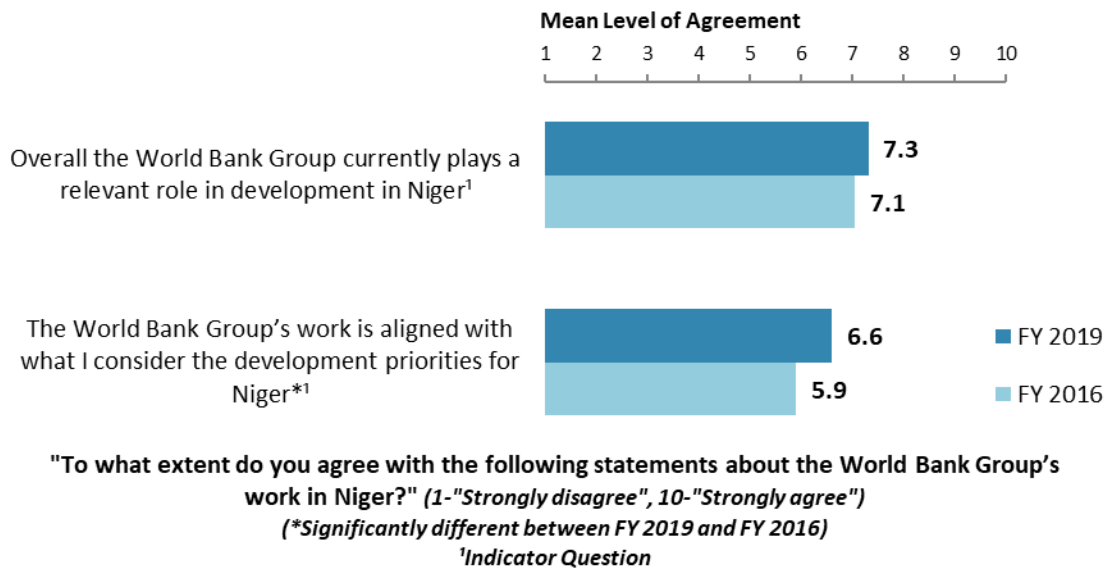 Mean Level of Agreement
1 2 3 4 5 6 7 8 9 10
Overall the World Bank Group currently plays a
relevant role in development in Niger¹
7.3
7.1
The World Bank Group’s work is aligned with
what I consider the development priorities for
Niger*¹
6.6
5.9
FY 2019
FY 2016
"To what extent do you agree with the following statements about the World Bank Group’s
work in Niger?" (1-"Strongly disagree", 10-"Strongly agree")
(*Significantly different between FY 2019 and FY 2016)
¹Indicator Question